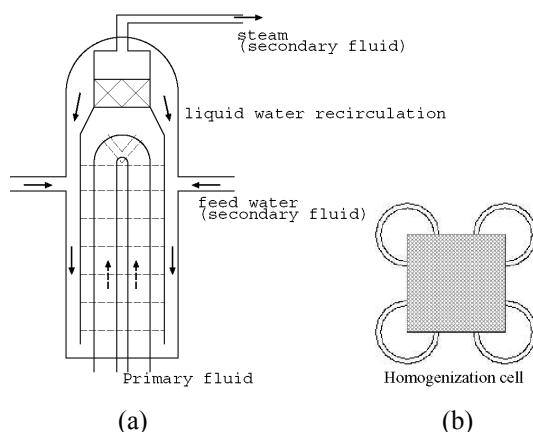 steam
(secondary fluid)
liquid water recirculation
feed water
(secondary fluid)
Primary fluid
Homogenization cell
(a)
(b)